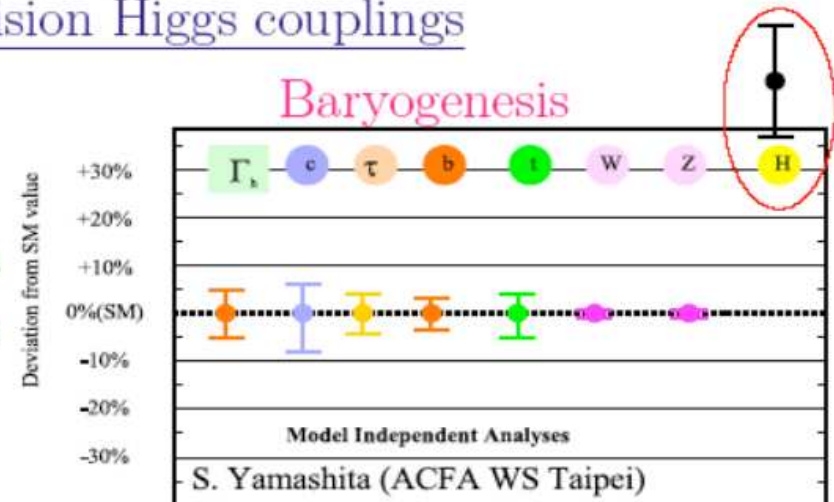 sion Higgs couplings
Baryogenesis
Deviation from SM value
+30%
Γh c τ b t W Z H
+20%
+10%
0%(SM)
-10%
-20%
-30%
Model Independent Analyses
S. Yamashita (ACFA WS Taipei)